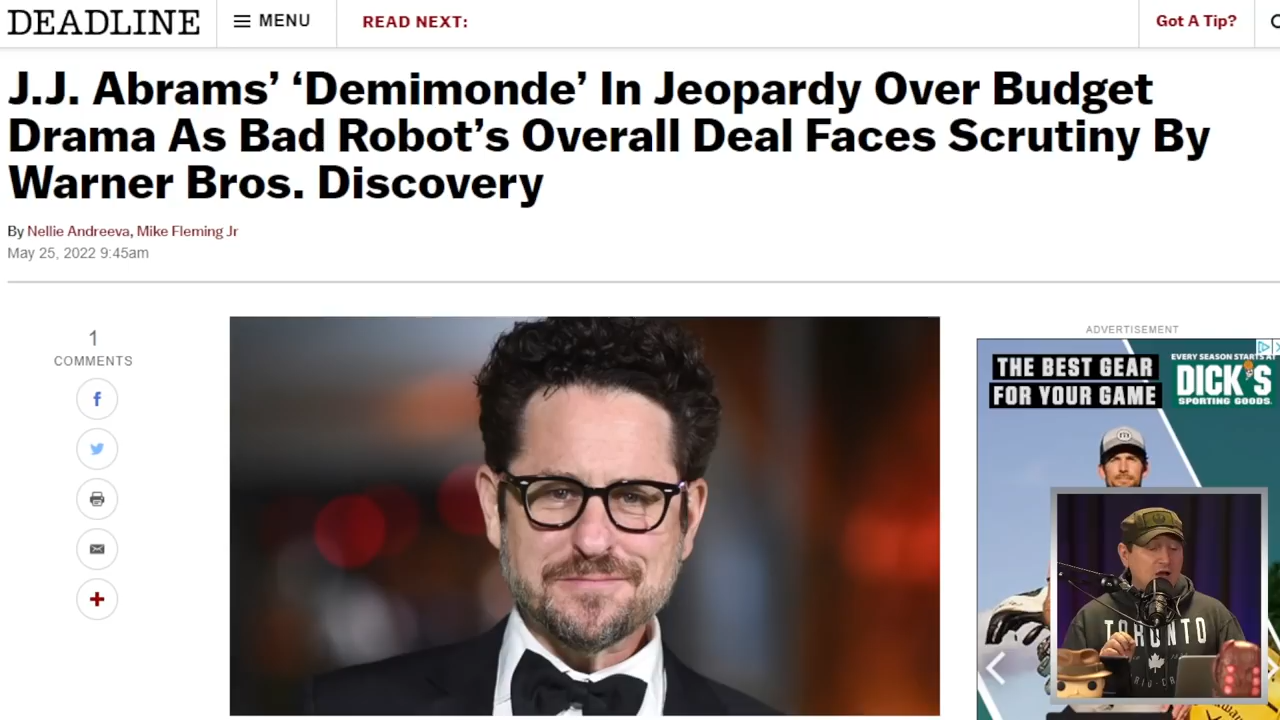 DEADLINE
MENU
READ NEXT:
Got A Tip?
J.J. Abrams’ ‘Demimonde’ In Jeopardy Over Budget
Drama As Bad Robot’s Overall Deal Faces Scrutiny By
Warner Bros. Discovery
By Nellie Andreeva, Mike Fleming Jr
May 25, 2022 9:45am
1
COMMENTS
ADVERTISEMENT
THE BEST GEAR
FOR YOUR GAME
EVERY SEASON STARTS AT
DICK'S
SPORTING GOODS.
TORONTO